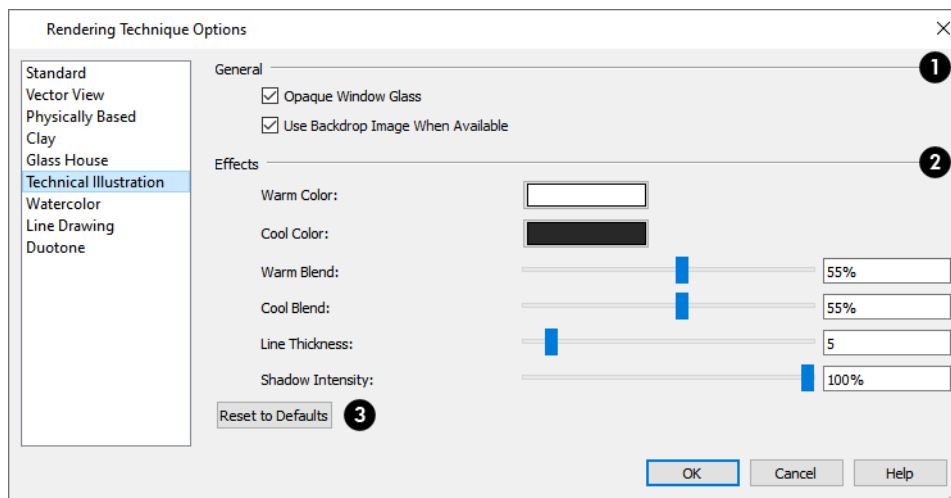 Rendering Technique Options
Standard
Vector View
Physically Based
Clay
Glass House
Technical Illustration
Watercolor
Line Drawing
Duotone
General
1
Opaque Window Glass
Use Backdrop Image When Available
Effects
2
Warm Color:
Cool Color:
Warm Blend: 55%
Cool Blend: 55%
Line Thickness: 5
Shadow Intensity: 100%
Reset to Defaults 3
OK Cancel Help